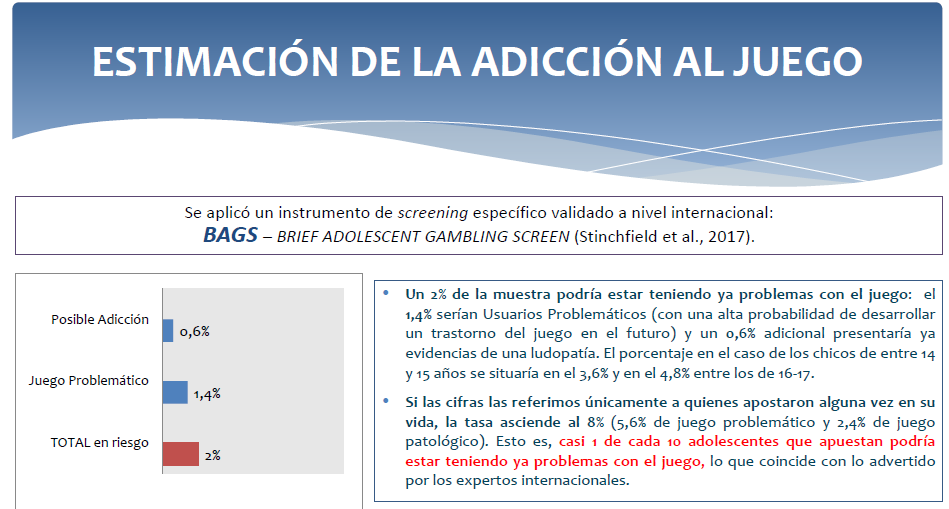 ESTIMACIÓN DE LA ADICCIÓN AL JUEGO
Se aplicó un instrumento de screening específico validado a nivel internacional:
BAGS – BRIEF ADOLESCENT GAMBLING SCREEN (Stinchfield et al., 2017).
Posible Adicción
0,6%
Juego Problemático
1,4%
TOTAL en riesgo
2%
• Un 2% de la muestra podría estar teniendo ya problemas con el juego: el
1,4% serían Usuarios Problemáticos (con una alta probabilidad de desarrollar
un trastorno del juego en el futuro) y un 0,6% adicional presentaría ya
evidencias de una ludopatía. El porcentaje en el caso de los chicos de entre 14
y 15 años se situaría en el 3,6% y en el 4,8% entre los de 16-17.
• Si las cifras las referimos únicamente a quienes apostaron alguna vez en su
vida, la tasa asciende al 8% (5,6% de juego problemático y 2,4% de juego
patológico). Esto es, casi 1 de cada 10 adolescentes que apuestan podría
estar teniendo ya problemas con el juego, lo que coincide con lo advertido
por los expertos internacionales.